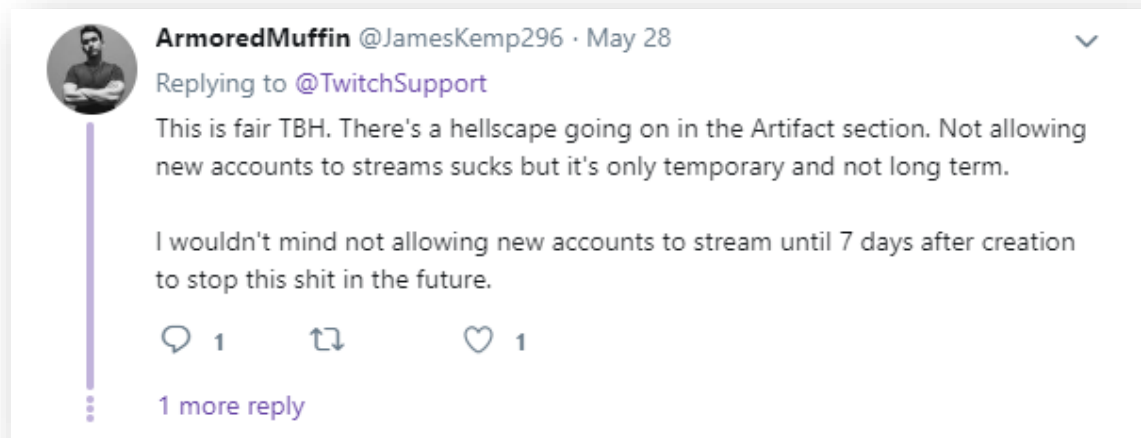 ArmoredMuffin @JamesKemp296 · May 28
Replying to @TwitchSupport
This is fair TBH. There's a hellscape going on in the Artifact section. Not allowing
new accounts to streams sucks but it's only temporary and not long term.
I wouldn't mind not allowing new accounts to stream until 7 days after creation
to stop this shit in the future.
1 1
1 more reply